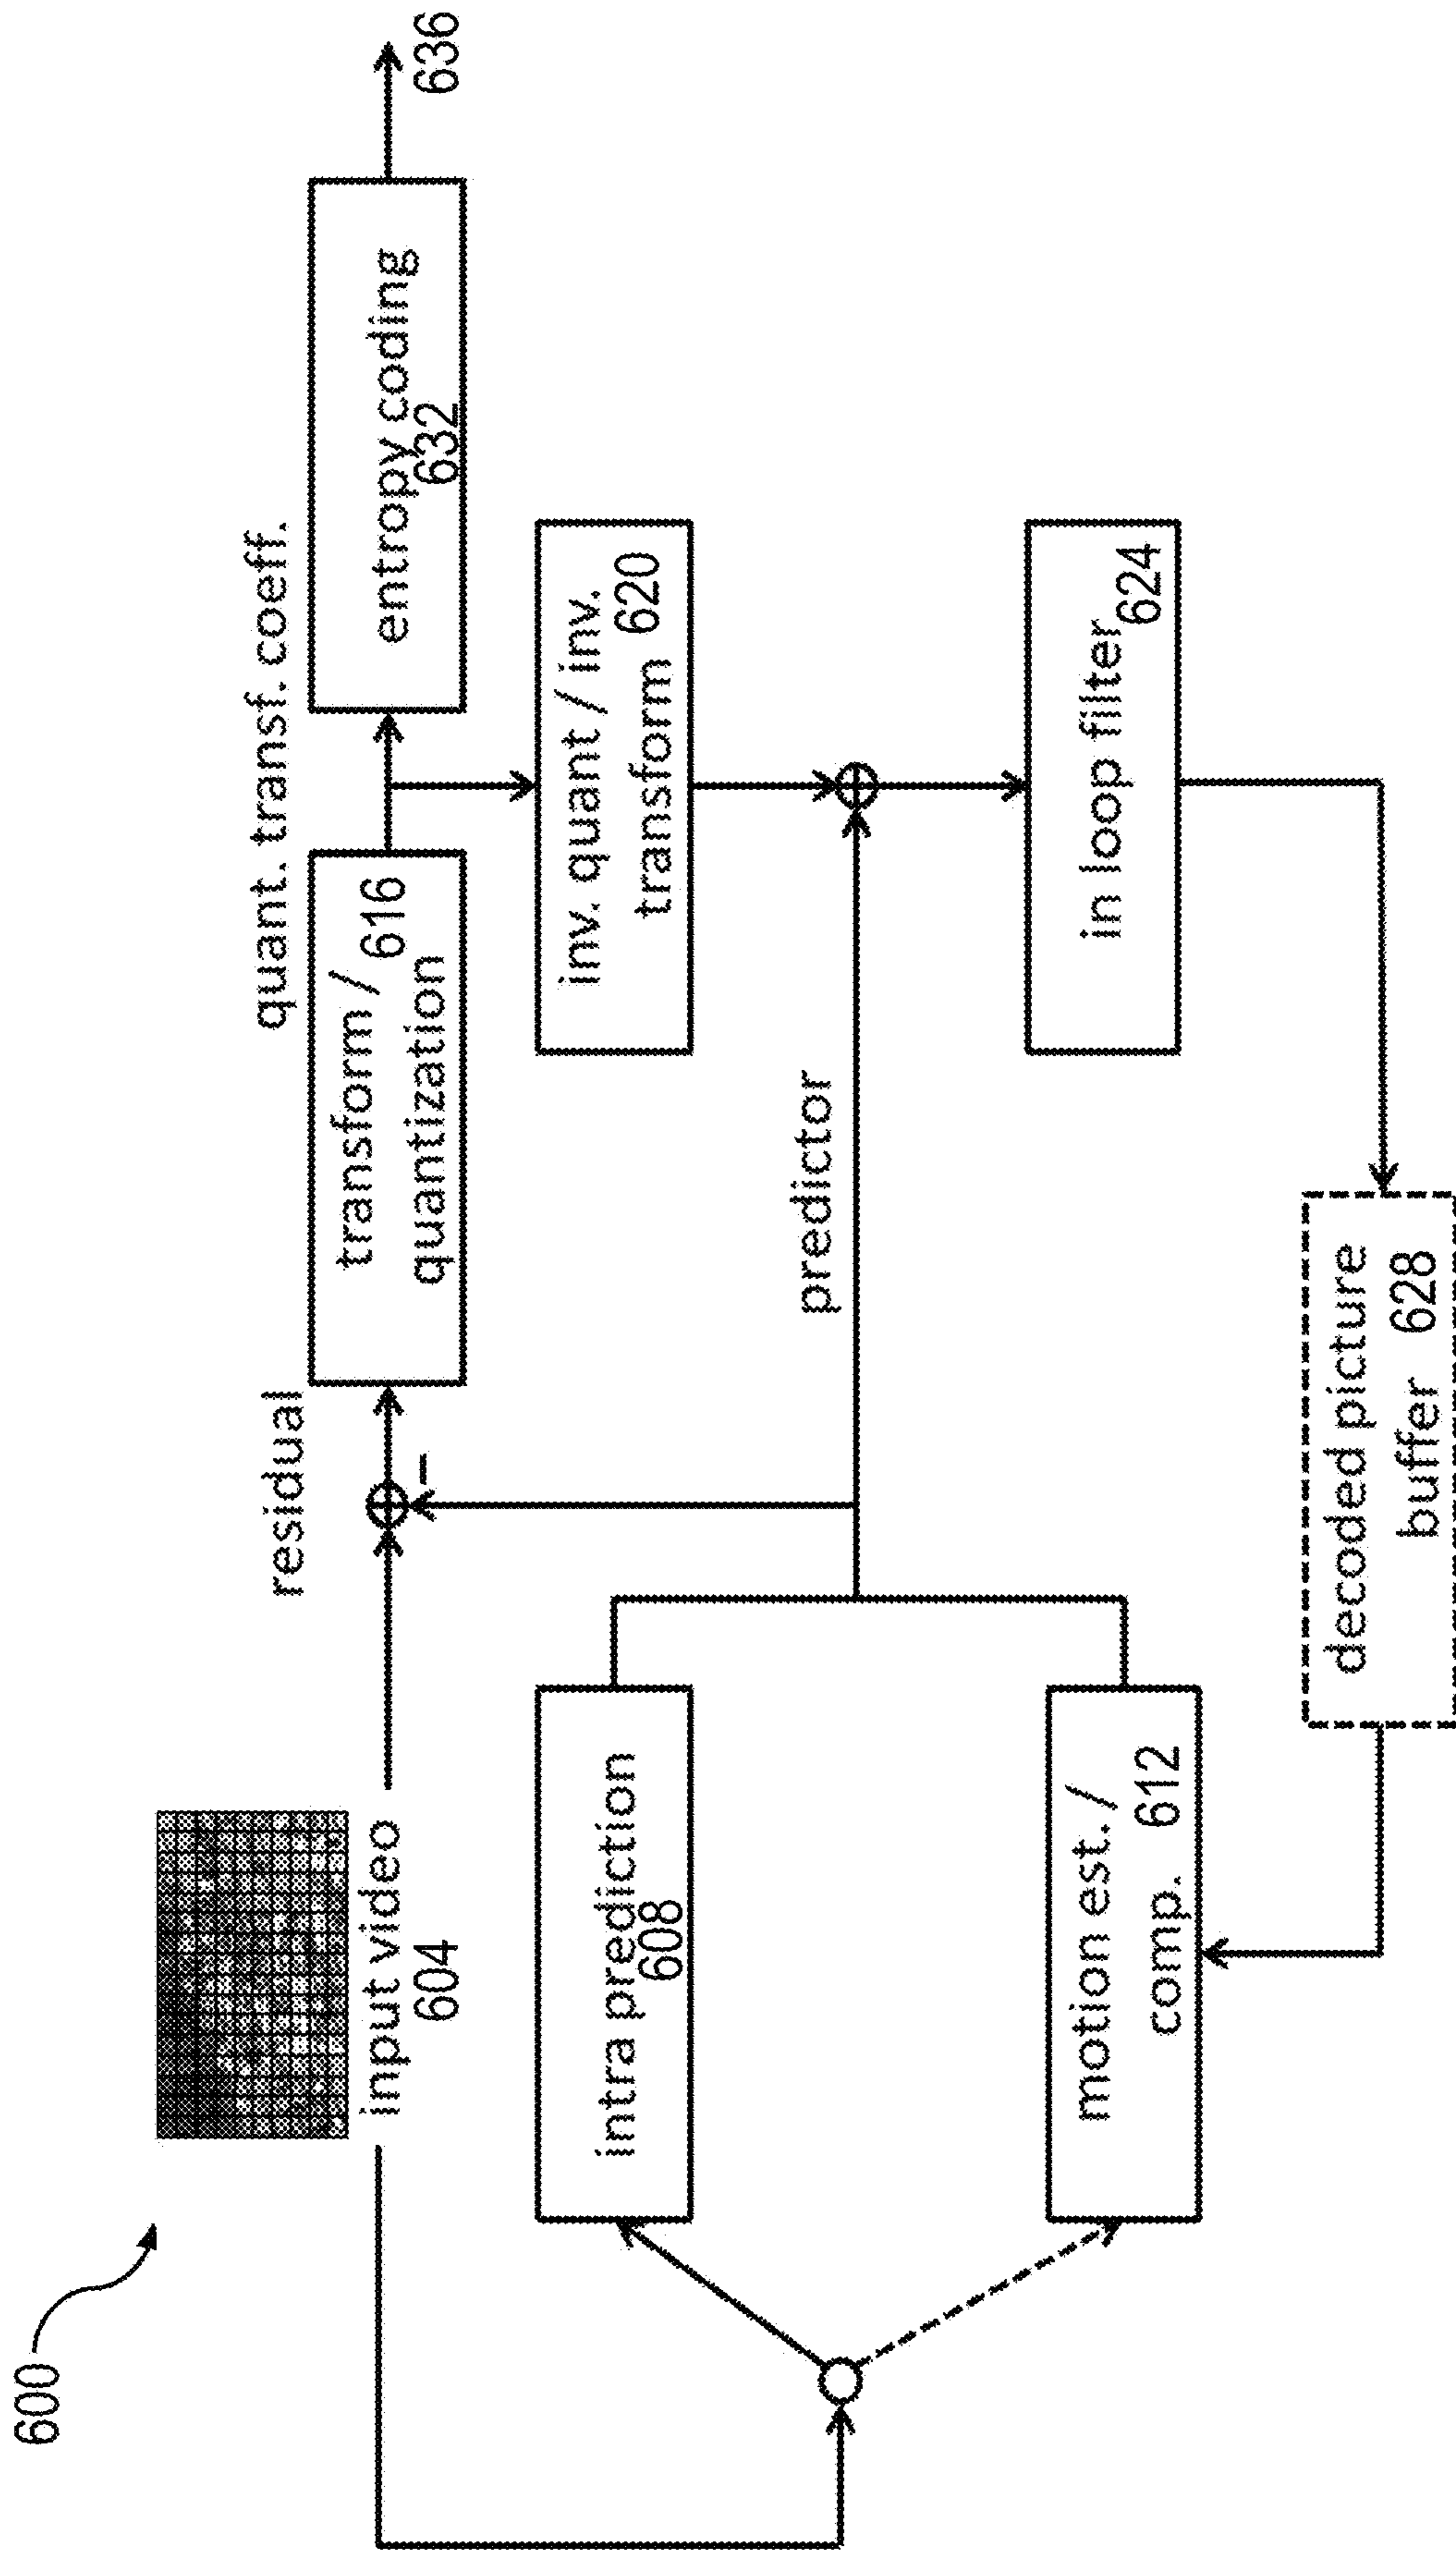 600
input video
604
residual
transform /
616
quantization
quant. transf. coeff.
entropy coding
632
636
intra prediction
608
inv. quant / inv.
transform 620
predictor
motion est. /
comp. 612
in loop filter
624
decoded picture
buffer 628
–